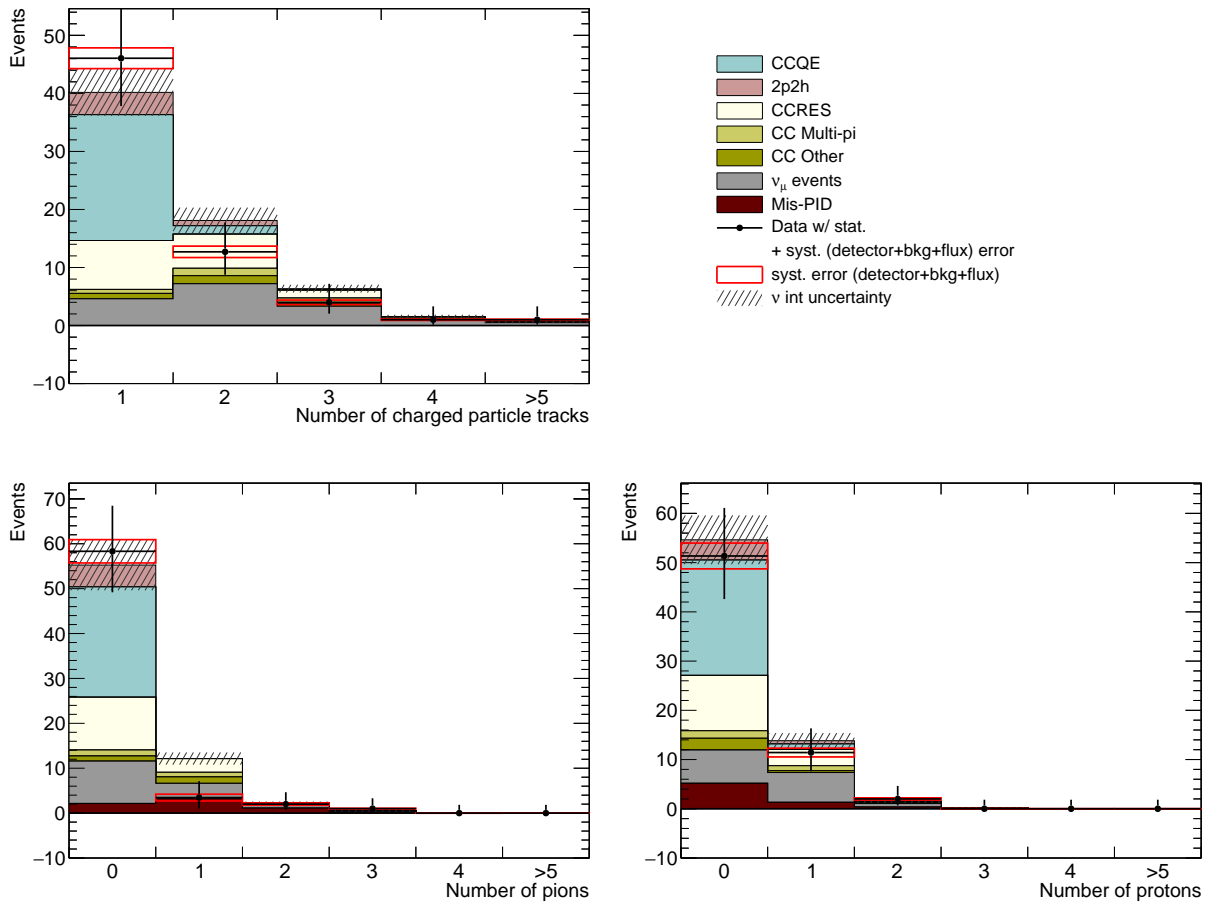 Events
50
40
30
20
10
0
−10
1 2 3 4 >5
Number of charged particle tracks
CCQE
2p2h
CCRES
CC Multi-pi
CC Other
νμ events
Mis-PID
Data w/ stat.
+ syst. (detector+bkg+flux) error
syst. error (detector+bkg+flux)
ν int uncertainty
Events
70
60
50
40
30
20
10
0
−10
0 1 2 3 4 >5
Number of pions
Events
60
50
40
30
20
10
0
−10
0 1 2 3 4 >5
Number of protons